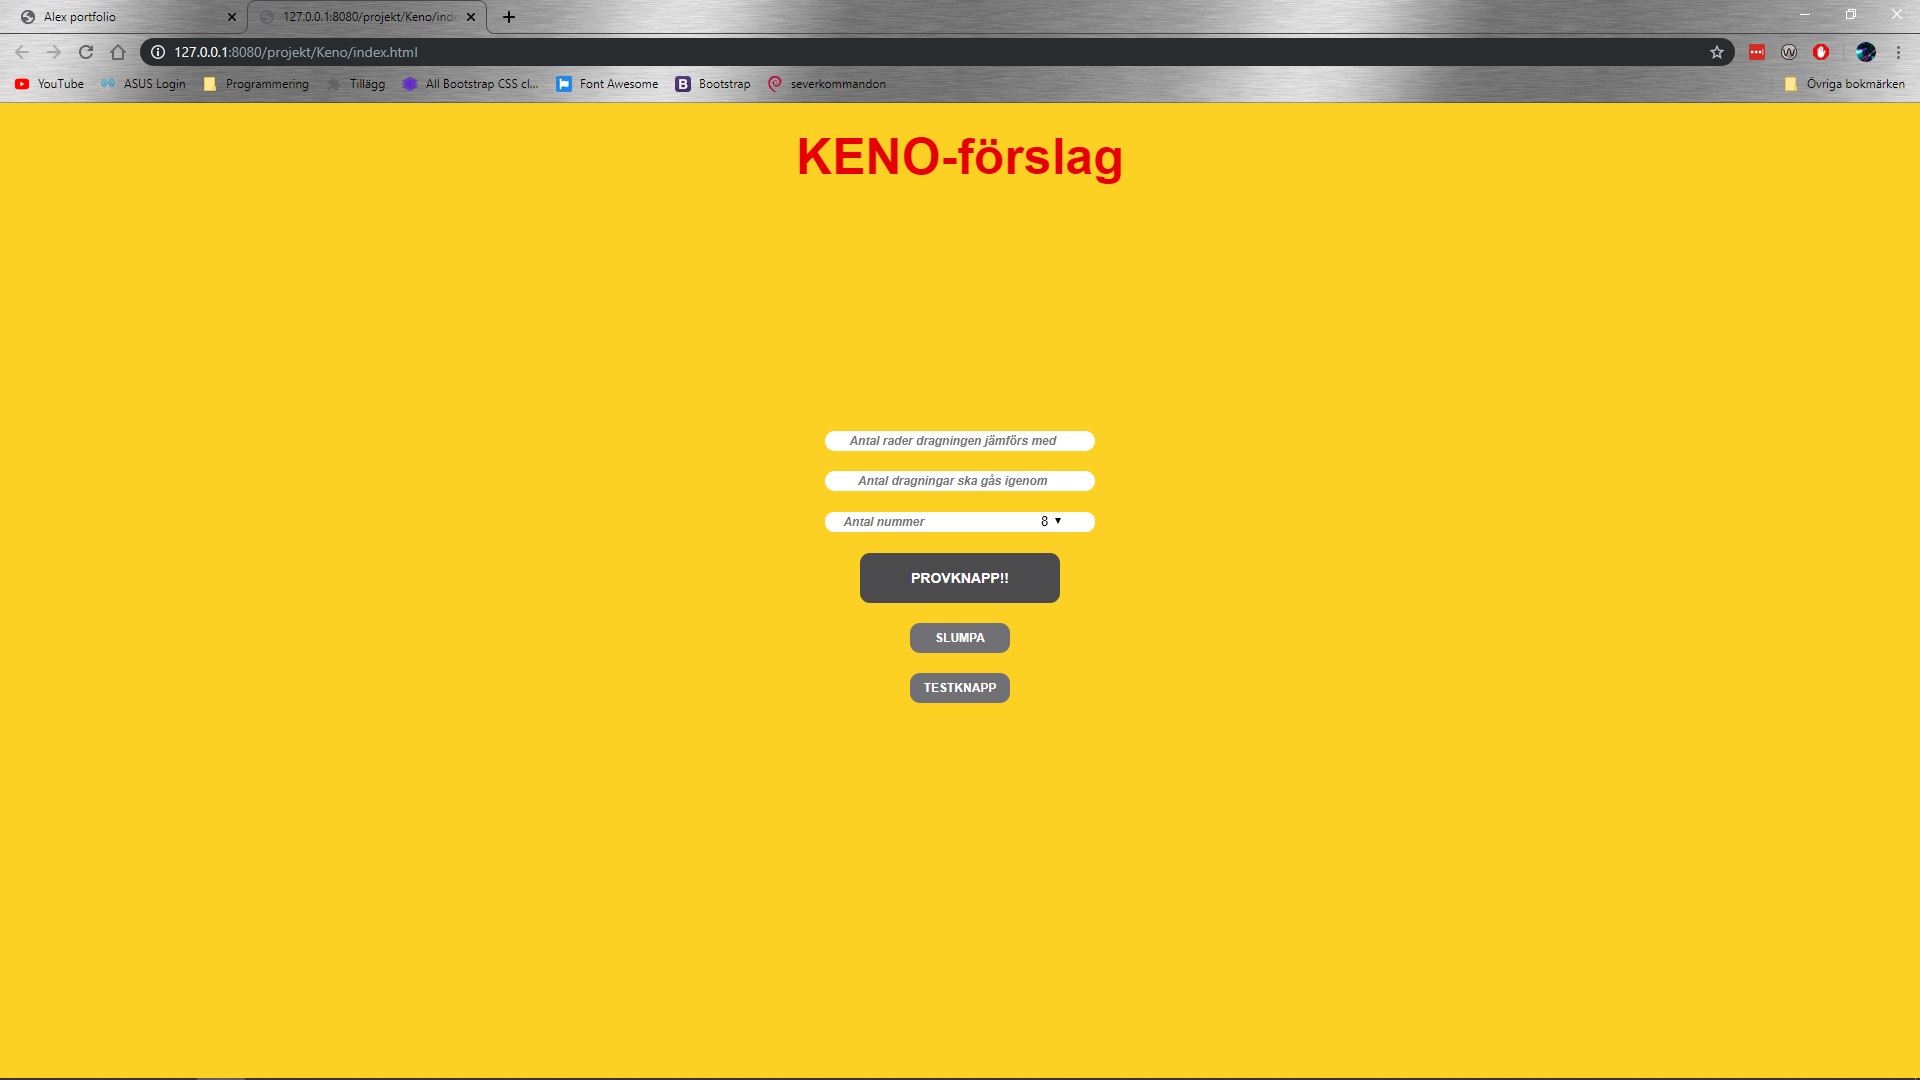 Alex portfolio
127.0.0.1:8080/projekt/Keno/inde
127.0.0.1:8080/projekt/Keno/index.html
YouTube
ASUS Login
Programmering
Tillägg
All Bootstrap CSS cl...
Font Awesome
B Bootstrap
severkommandon
Övriga bokmärken
KENO-förslag
Antal rader dragningen jämförs med
Antal dragningar ska gås igenom
Antal nummer 8
PROVKNAPP!!
SLUMPA
TESTKNAPP